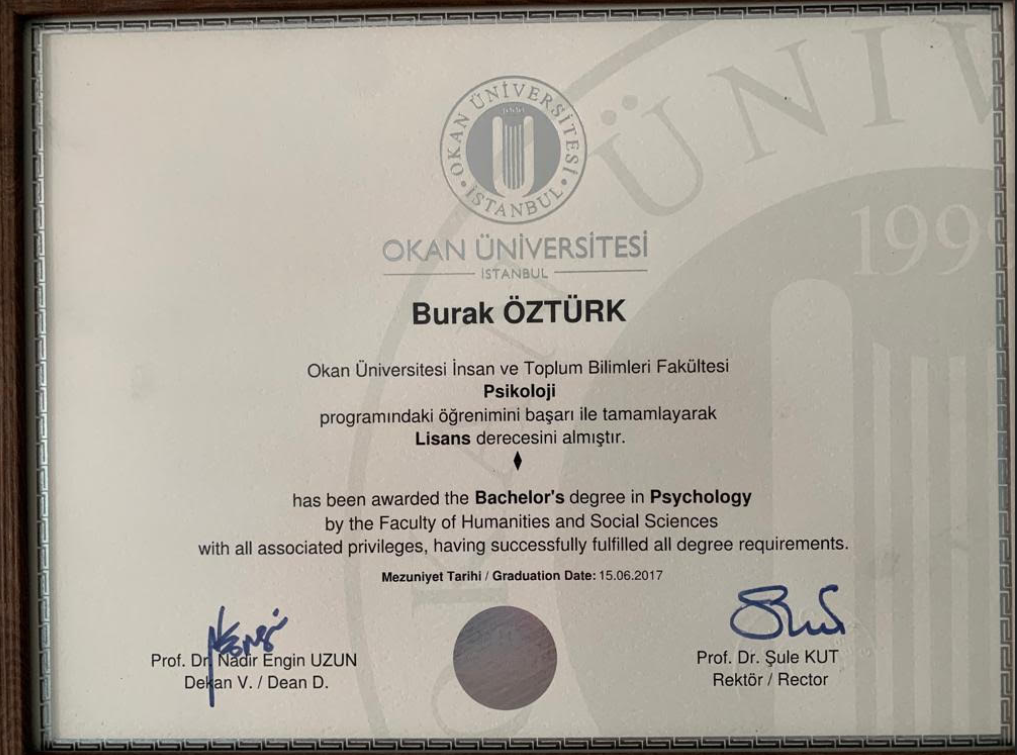 OKAN ÜNİVERSİTESİ
İSTANBUL
1999
OKAN ÜNİVERSİTESİ
İSTANBUL
Burak ÖZTÜRK
Okan Üniversitesi İnsan ve Toplum Bilimleri Fakültesi
Psikoloji
programındaki öğrenimini başarı ile tamamlayarak
Lisans derecesini almıştır.
has been awarded the Bachelor's degree in Psychology
by the Faculty of Humanities and Social Sciences
with all associated privileges, having successfully fulfilled all degree requirements.
Mezuniyet Tarihi / Graduation Date: 15.06.2017
Prof. Dr. Nadir Engin UZUN
Dekan V. / Dean D.
Prof. Dr. Şule KUT
Rektör / Rector